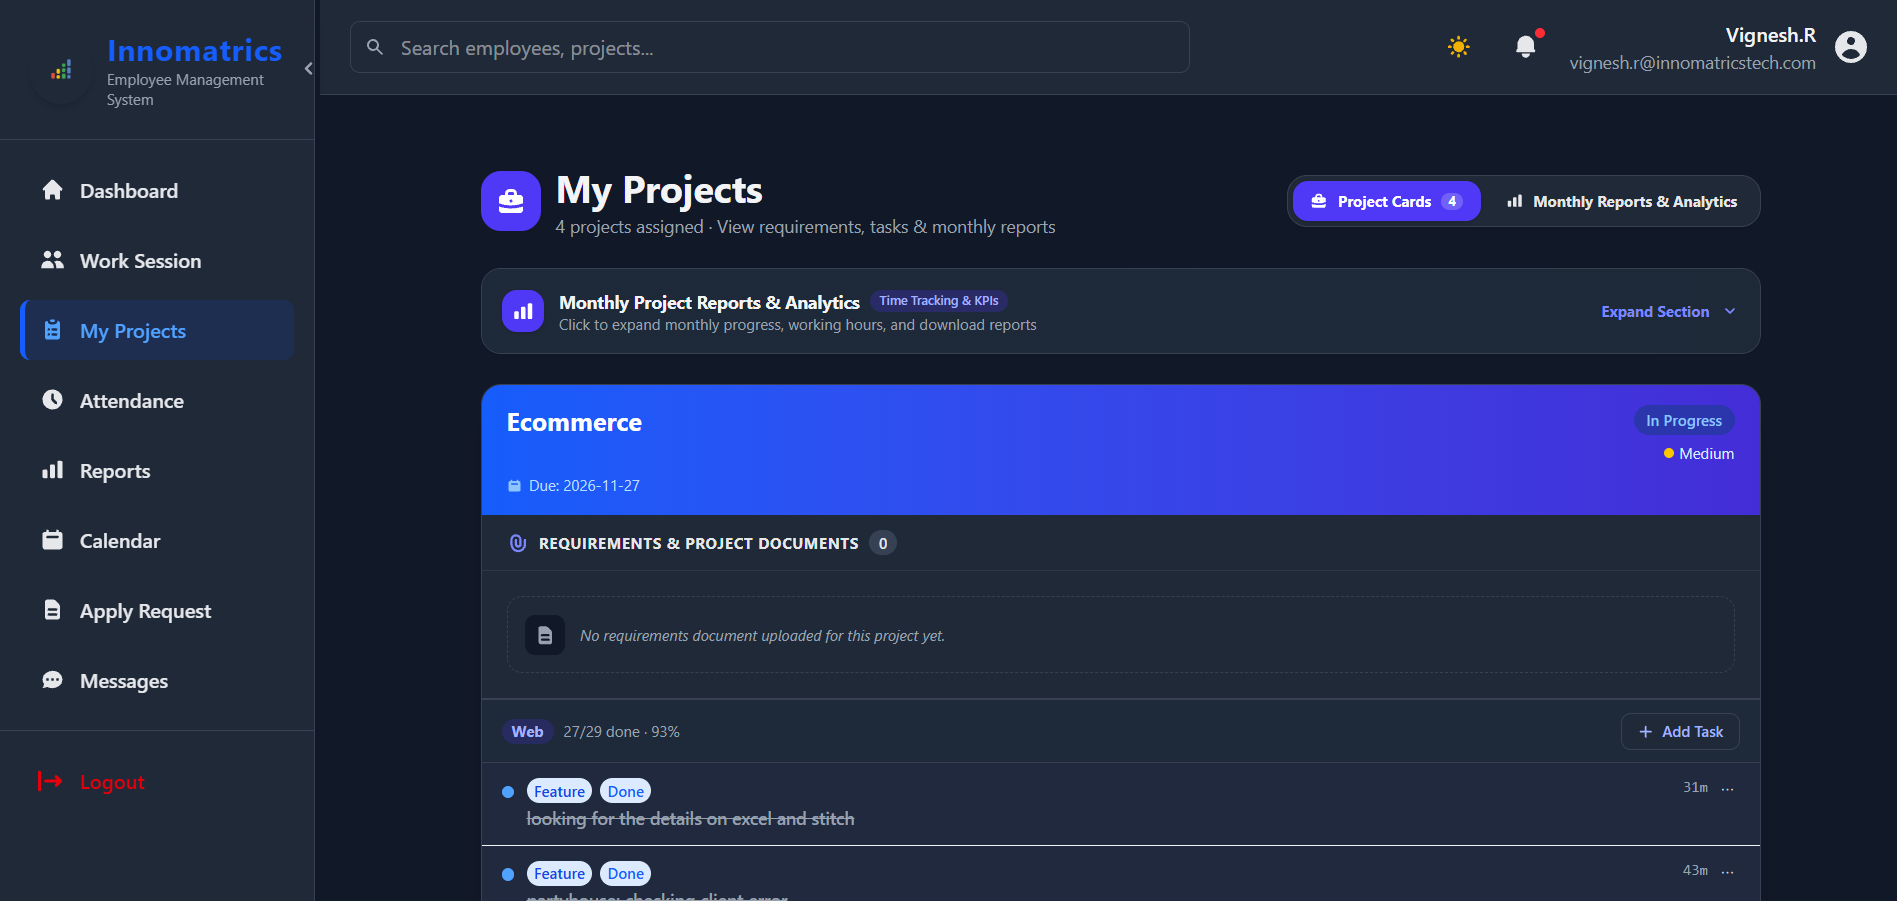 Innomatrics
Employee Management
System
Search employees, projects...
Vignesh.R
vignesh.r@innomatricstech.com
Dashboard
Work Session
My Projects
Attendance
Reports
Calendar
Apply Request
Messages
Logout
My Projects
4 projects assigned · View requirements, tasks & monthly reports
Project Cards 4
Monthly Reports & Analytics
Monthly Project Reports & Analytics Time Tracking & KPIs
Click to expand monthly progress, working hours, and download reports
Expand Section
Ecommerce
In Progress
Medium
Due: 2026-11-27
REQUIREMENTS & PROJECT DOCUMENTS 0
No requirements document uploaded for this project yet.
Web 27/29 done · 93%
+ Add Task
Feature Done
31m ...
looking for the details on excel and stitch
Feature Done
43m ...
partyhouse: checking client error